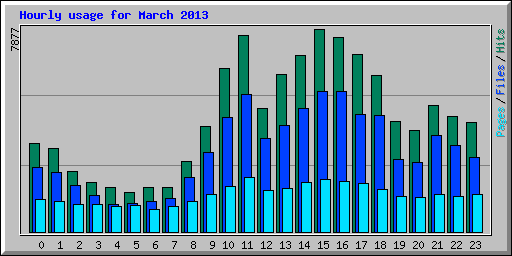 Hourly usage for March 2013
7877
Pages / Files / Hits
0 1 2 3 4 5 6 7 8 9 10 11 12 13 14 15 16 17 18 19 20 21 22 23